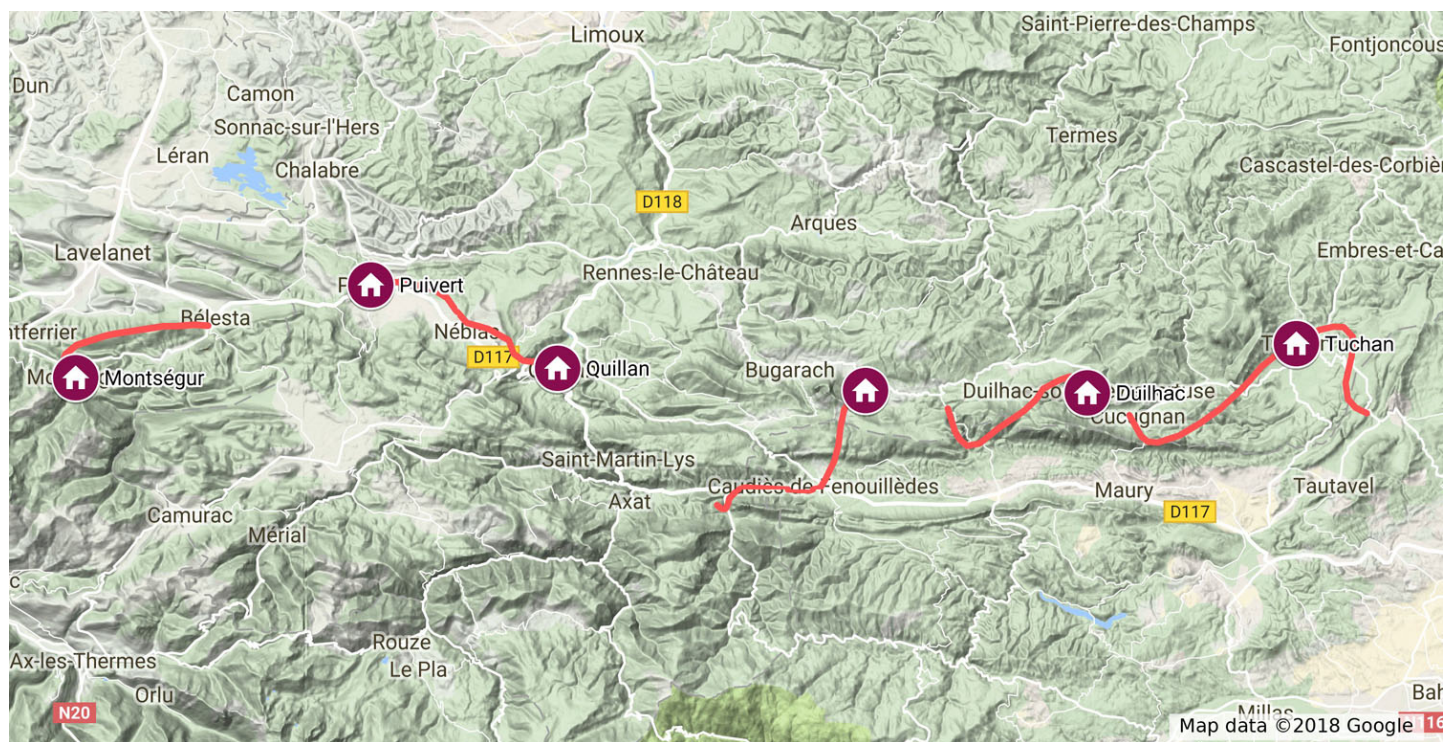 Saint-Pierre-des-Champs
Limoux
Fontjoncous
Dun
Camon
Sonnac-sur-l'Hers
Termes
Léran
Chalabre
Cascastel-des-Corbièr
D118
Arques
Lavelanet
Embres-et-Ca
Rennes-le-Château
Puivert
Bélesta
ntferrier
Nébias
Tuchan
D117
Quillan
Bugarach
Montségur
Duilhac
Cucugnan
Saint-Martin-Lys
Caudiès-de-Fenouillèdes
Maury
Tautavel
Axat
Camurac
D117
Mérial
Rouze
Ax-les-Thermes
Le Pla
Orlu
Bah
N20
Millas
Map data ©2018 Google